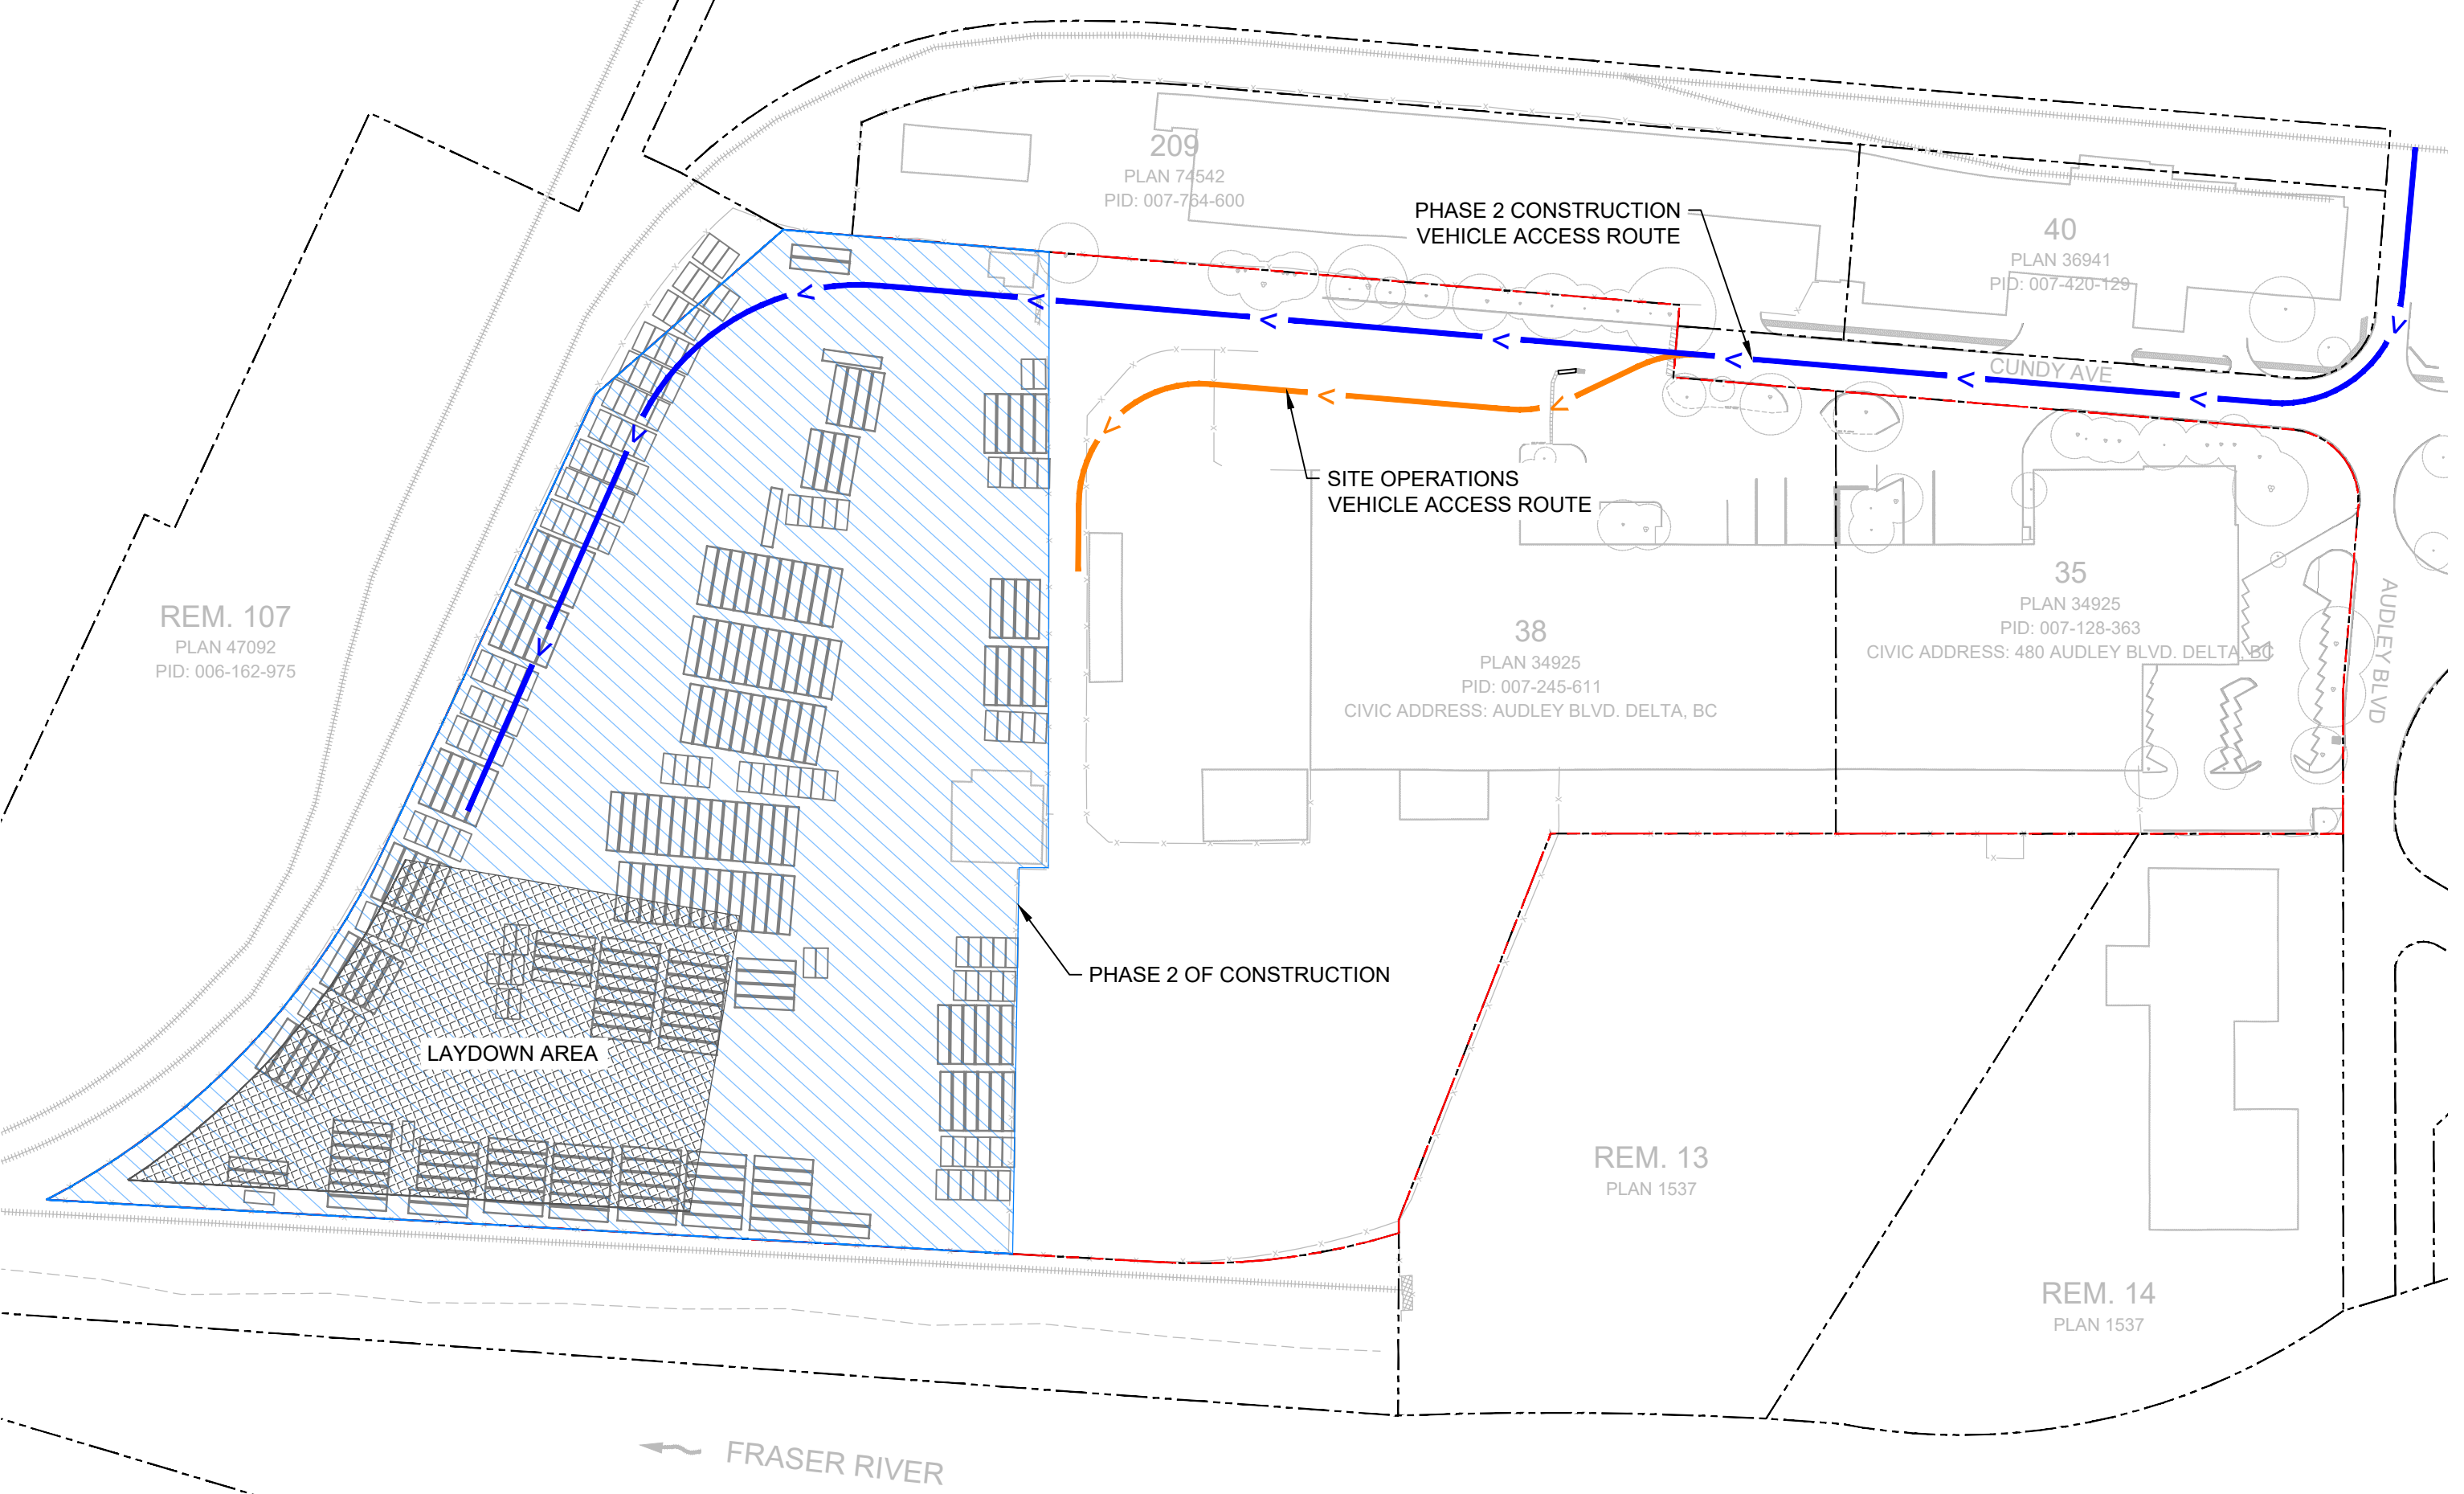 209
PLAN 74542
PID: 007-764-600
PHASE 2 CONSTRUCTION
VEHICLE ACCESS ROUTE
40
PLAN 36941
PID: 007-420-129
CUNDY AVE
SITE OPERATIONS
VEHICLE ACCESS ROUTE
REM. 107
PLAN 47092
PID: 006-162-975
38
PLAN 34925
PID: 007-245-611
CIVIC ADDRESS: AUDLEY BLVD. DELTA, BC
35
PLAN 34925
PID: 007-128-363
CIVIC ADDRESS: 480 AUDLEY BLVD. DELTA, BC
AUDLEY BLVD
PHASE 2 OF CONSTRUCTION
LAYDOWN AREA
REM. 13
PLAN 1537
REM. 14
PLAN 1537
FRASER RIVER